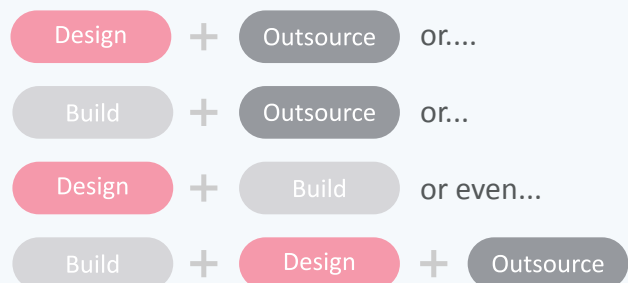 Design + Outsource or....
Build + Outsource or...
Design + Build or even...
Build + Design + Outsource